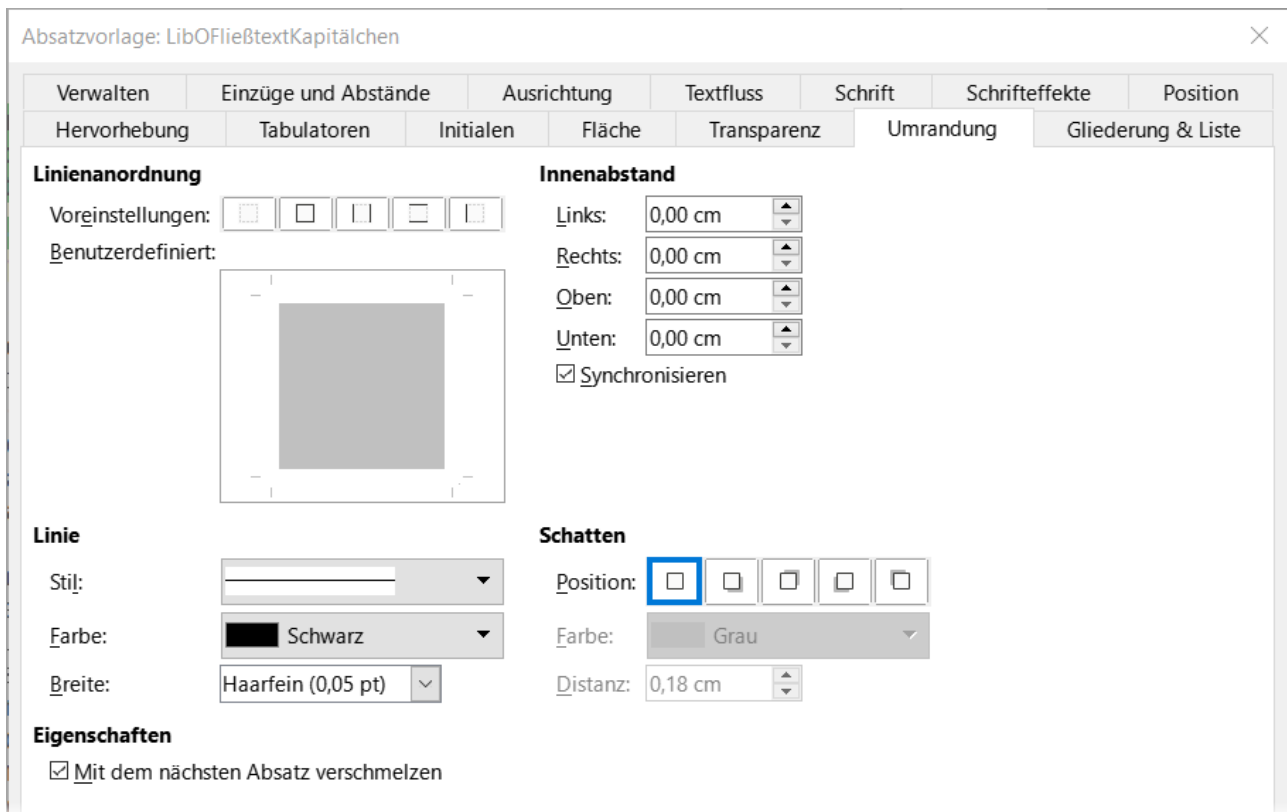 Absatzvorlage: LibOFließtextKapitälchen
Verwalten Einzüge und Abstände Ausrichtung Textfluss Schrift Schrifteffekte Position
Hervorhebung Tabulatoren Initialen Fläche Transparenz Umrandung Gliederung & Liste
Linienanordnung
Voreinstellungen:
Benutzerdefiniert:
Innenabstand
Links: 0,00 cm
Rechts: 0,00 cm
Oben: 0,00 cm
Unten: 0,00 cm
Synchronisieren
Linie
Stil:
Farbe: Schwarz
Breite: Haarfein (0,05 pt)
Schatten
Position:
Farbe: Grau
Distanz: 0,18 cm
Eigenschaften
Mit dem nächsten Absatz verschmelzen